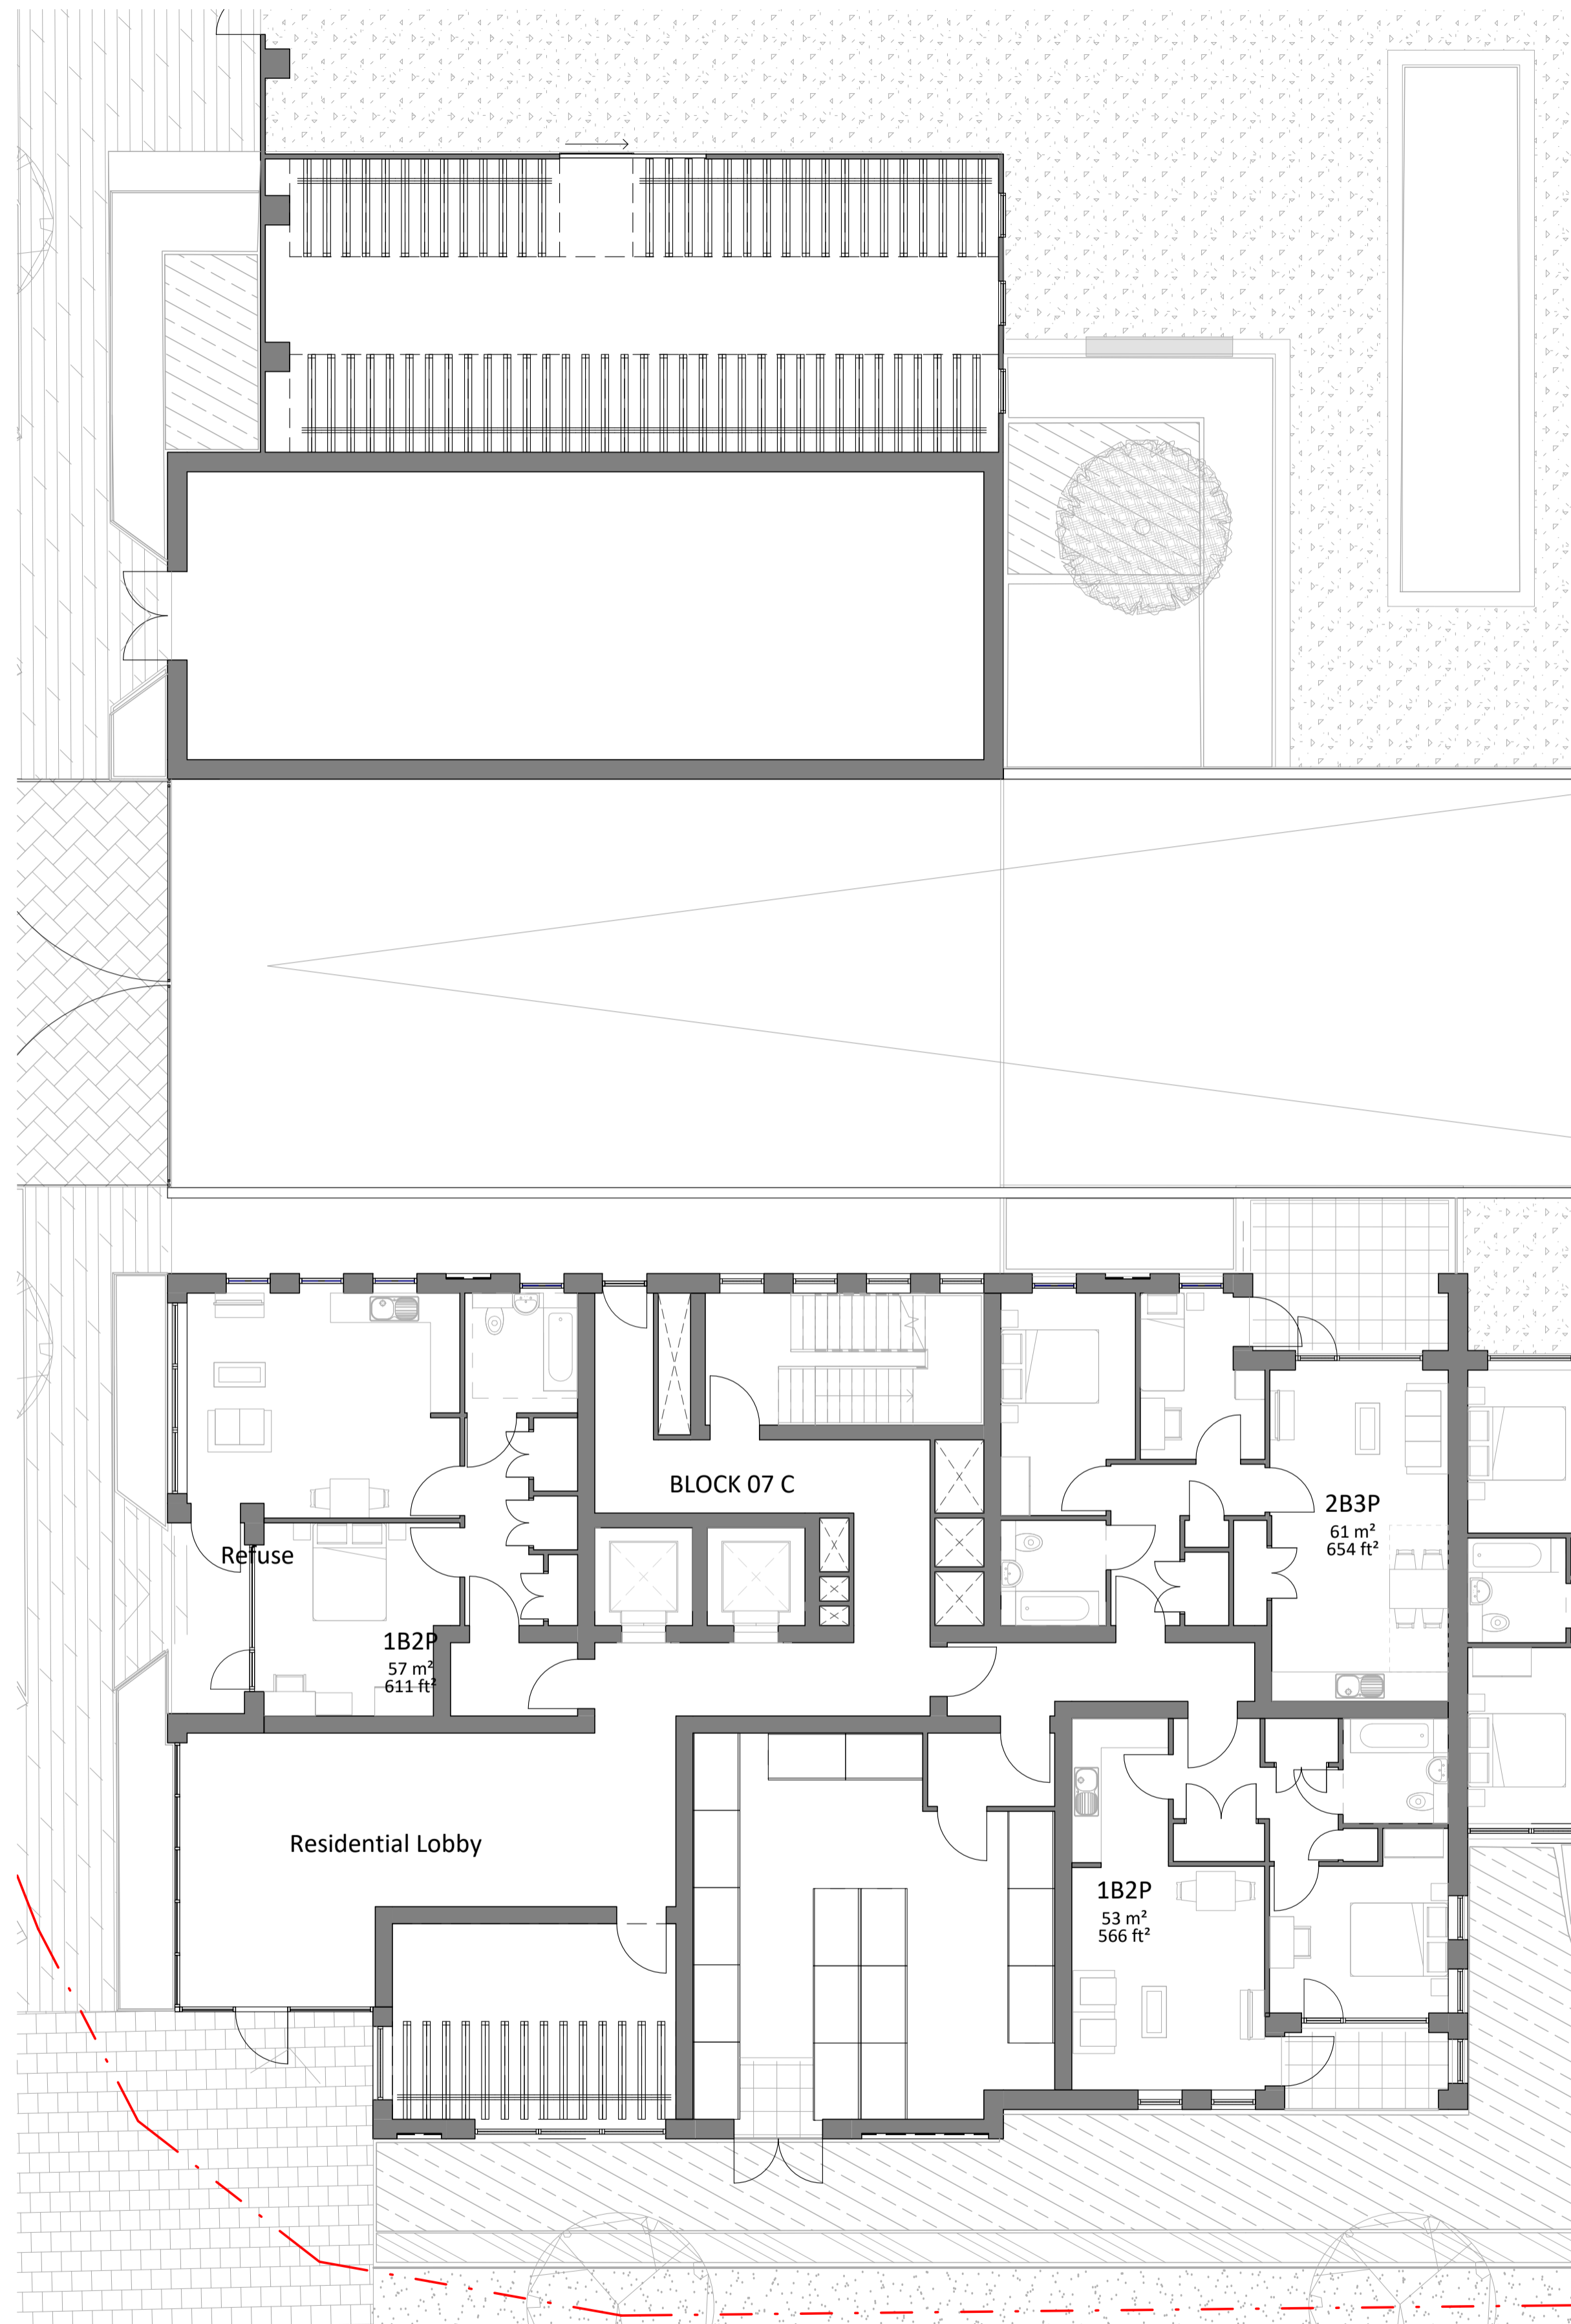 BLOCK 07 C
2B3P
61 m²
654 ft²
Refuse
1B2P
57 m²
611 ft²
Residential Lobby
1B2P
53 m²
566 ft²